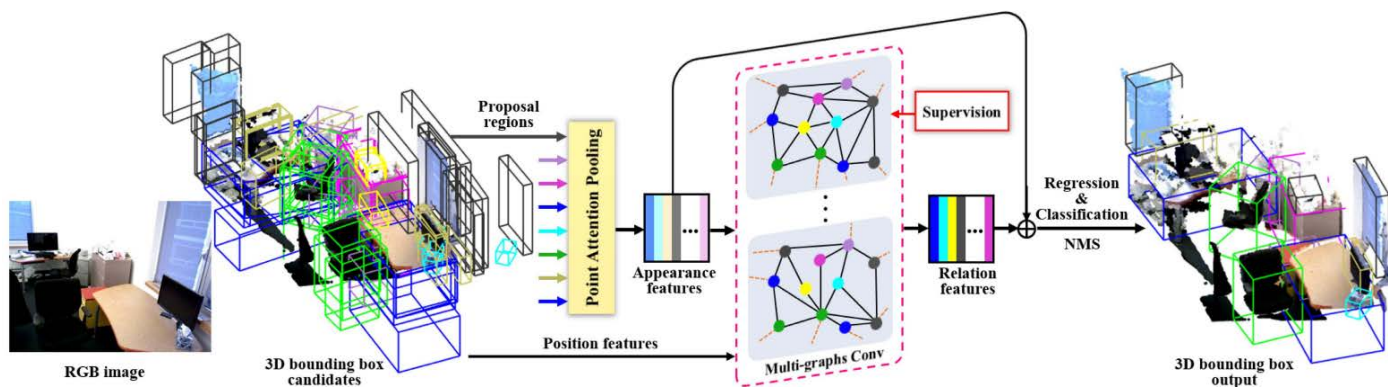 RGB image
3D bounding box
candidates
Proposal
regions
Point Attention Pooling
Appearance
features
Position features
Supervision
Multi-graphs Conv
Relation
features
Regression
&
Classification
NMS
3D bounding box
output